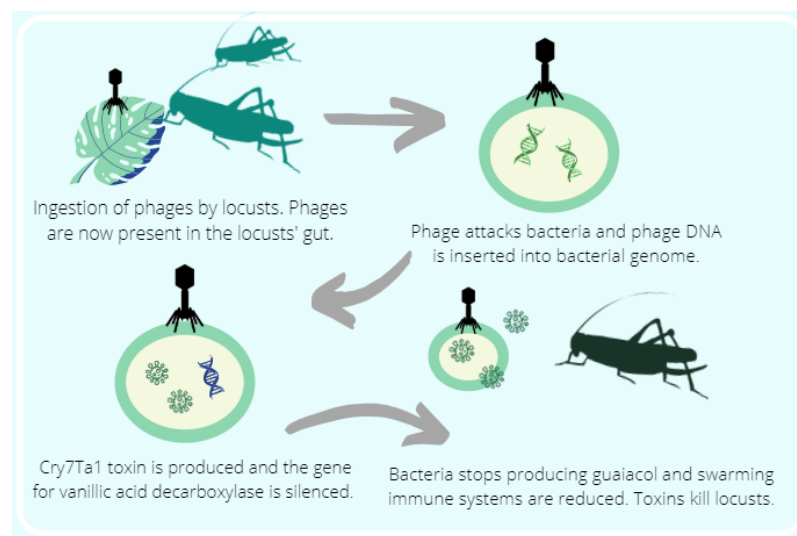 Ingestion of phages by locusts. Phages
are now present in the locusts' gut.
Phage attacks bacteria and phage DNA
is inserted into bacterial genome.
Cry7Ta1 toxin is produced and the gene
for vanillic acid decarboxylase is silenced.
Bacteria stops producing guaiacol and swarming
immune systems are reduced. Toxins kill locusts.